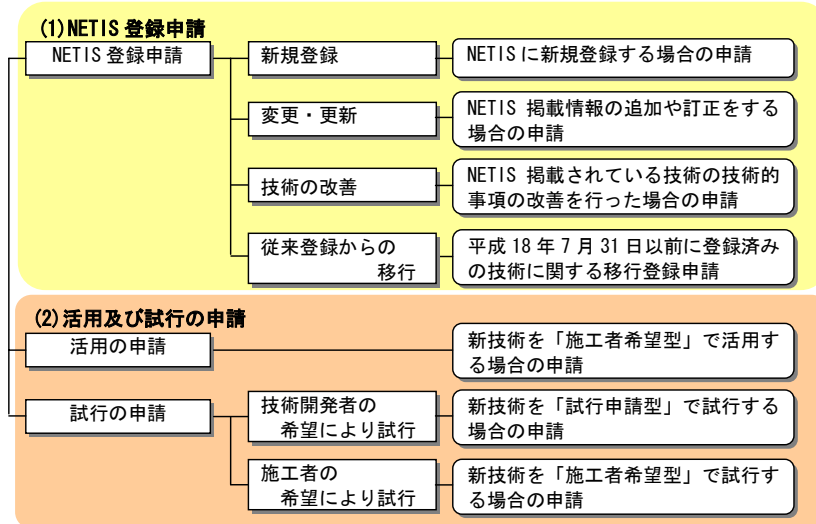 (1)NETIS 登録申請
NETIS 登録申請
新規登録
NETIS に新規登録する場合の申請
変更・更新
NETIS 掲載情報の追加や訂正をする
場合の申請
技術の改善
NETIS 掲載されている技術の技術的
事項の改善を行った場合の申請
従来登録からの
移行
平成 18 年 7 月 31 日以前に登録済み
の技術に関する移行登録申請
(2)活用及び試行の申請
活用の申請
新技術を「施工者希望型」で活用す
る場合の申請
試行の申請
技術開発者の
希望により試行
新技術を「試行申請型」で試行する
場合の申請
施工者の
希望により試行
新技術を「施工者希望型」で試行す
る場合の申請